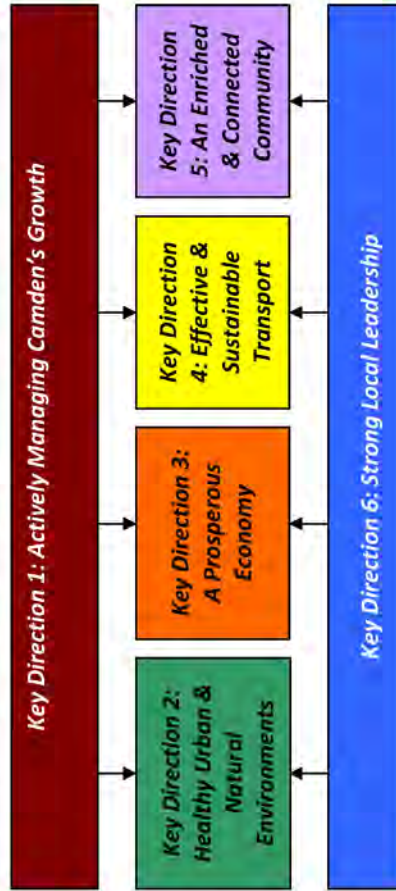 Key Direction 1: Actively Managing Camden's Growth
Key Direction 2:
Healthy Urban &
Natural
Environments
Key Direction 3:
A Prosperous
Economy
Key Direction
4: Effective &
Sustainable
Transport
Key Direction
5: An Enriched
& Connected
Community
Key Direction 6: Strong Local Leadership